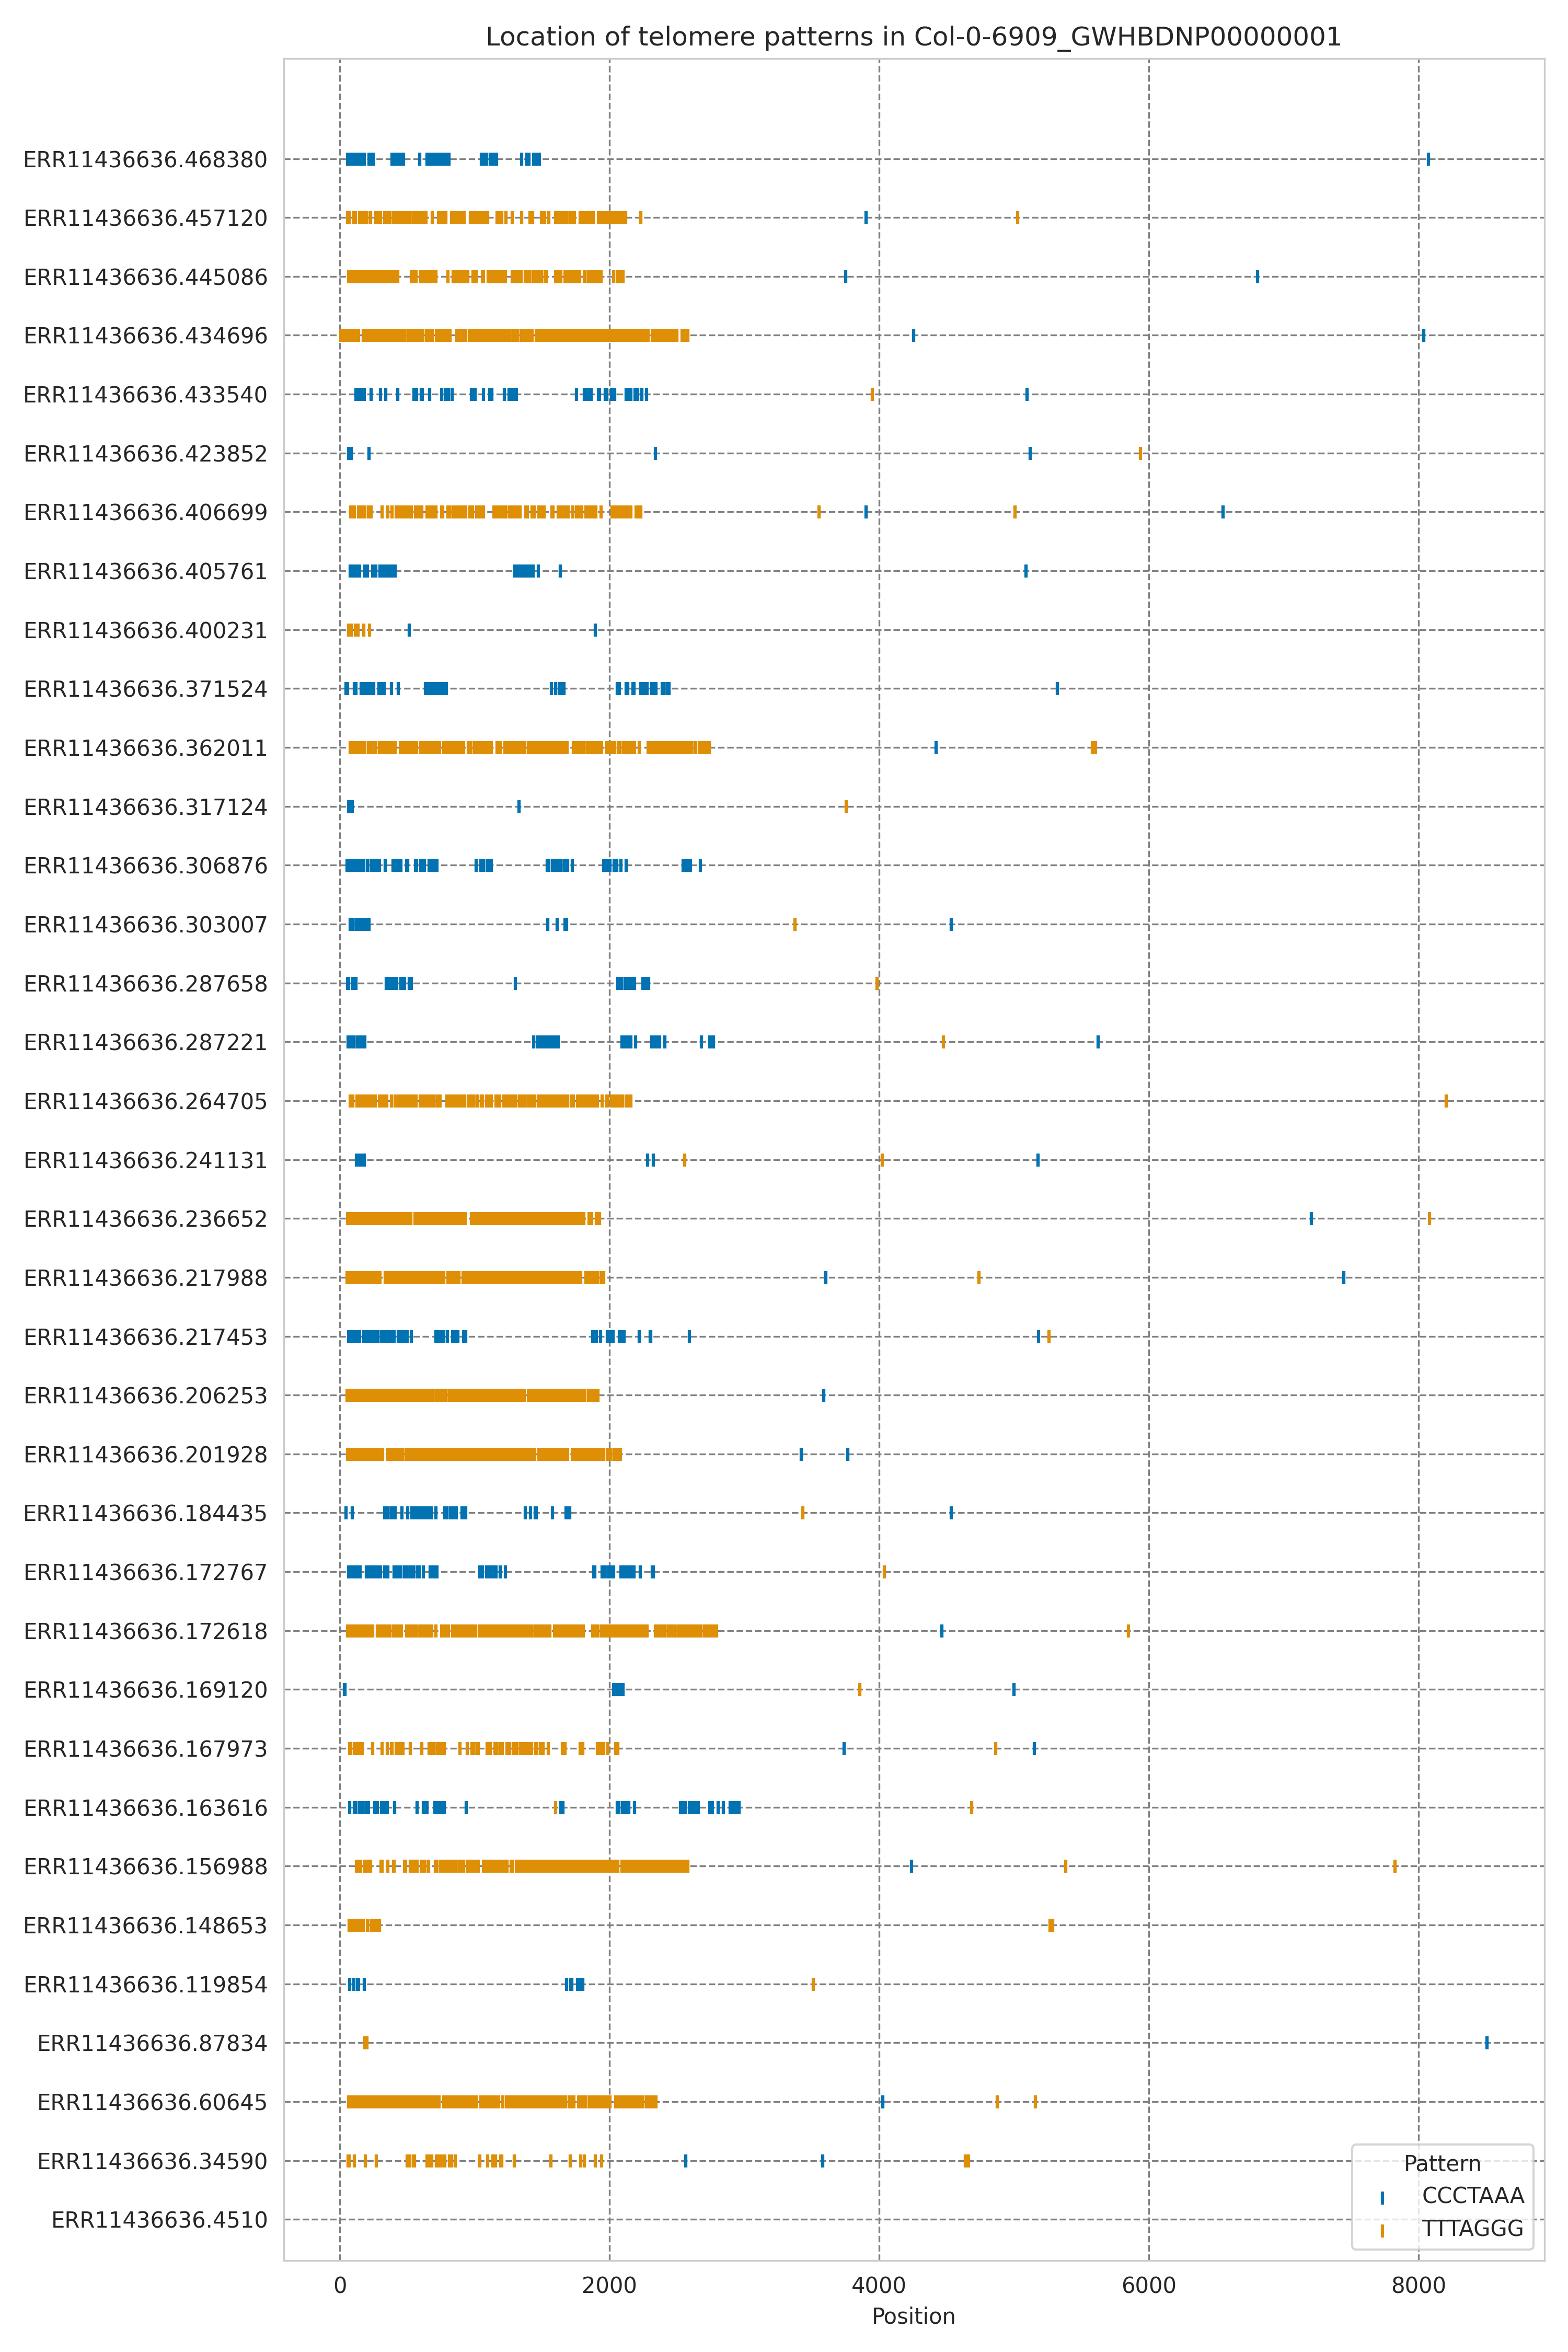 Location of telomere patterns in Col-0-6909_GWHBDNP00000001
ERR11436636.468380
ERR11436636.457120
ERR11436636.445086
ERR11436636.434696
ERR11436636.433540
ERR11436636.423852
ERR11436636.406699
ERR11436636.405761
ERR11436636.400231
ERR11436636.371524
ERR11436636.362011
ERR11436636.317124
ERR11436636.306876
ERR11436636.303007
ERR11436636.287658
ERR11436636.287221
ERR11436636.264705
ERR11436636.241131
ERR11436636.236652
ERR11436636.217988
ERR11436636.217453
ERR11436636.206253
ERR11436636.201928
ERR11436636.184435
ERR11436636.172767
ERR11436636.172618
ERR11436636.169120
ERR11436636.167973
ERR11436636.163616
ERR11436636.156988
ERR11436636.148653
ERR11436636.119854
ERR11436636.87834
ERR11436636.60645
ERR11436636.34590
ERR11436636.4510
Pattern
CCCTAAA
TTTAGGG
0 2000 4000 6000 8000
Position